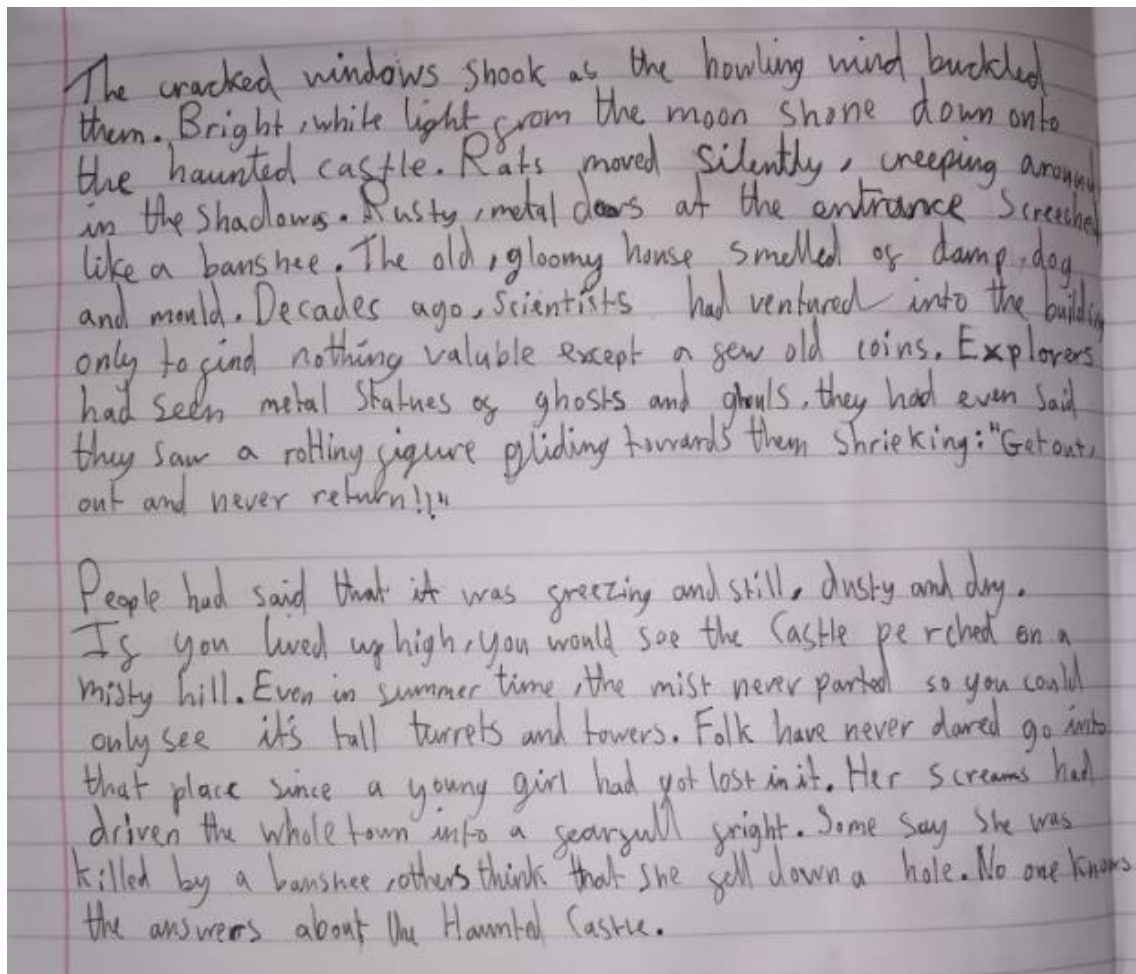 The cracked windows shook as the howling wind buckled
them. Bright, white light from the moon shone down onto
the haunted castle. Rats moved silently, creeping around
in the shadows. Rusty, metal doors at the entrance screeched
like a banshee. The old, gloomy house smelled of damp, dog
and mould. Decades ago, scientists had ventured into the building
only to find nothing valuble except a few old coins. Explorers
had seen metal statues of ghosts and ghouls, they had even said
they saw a rotting figure gliding towards them shrieking: "Get out,
out and never return!!"
People had said that it was freezing and still, dusty and dry.
If you lived up high, you would see the Castle perched on a
misty hill. Even in summer time, the mist never parted so you could
only see it's tall turrets and towers. Folk have never dared go into
that place since a young girl had got lost in it. Her screams had
driven the whole town into a fearfull fright. Some say she was
killed by a banshee, others think that she fell down a hole. No one knows
the answers about the Haunted Castle.